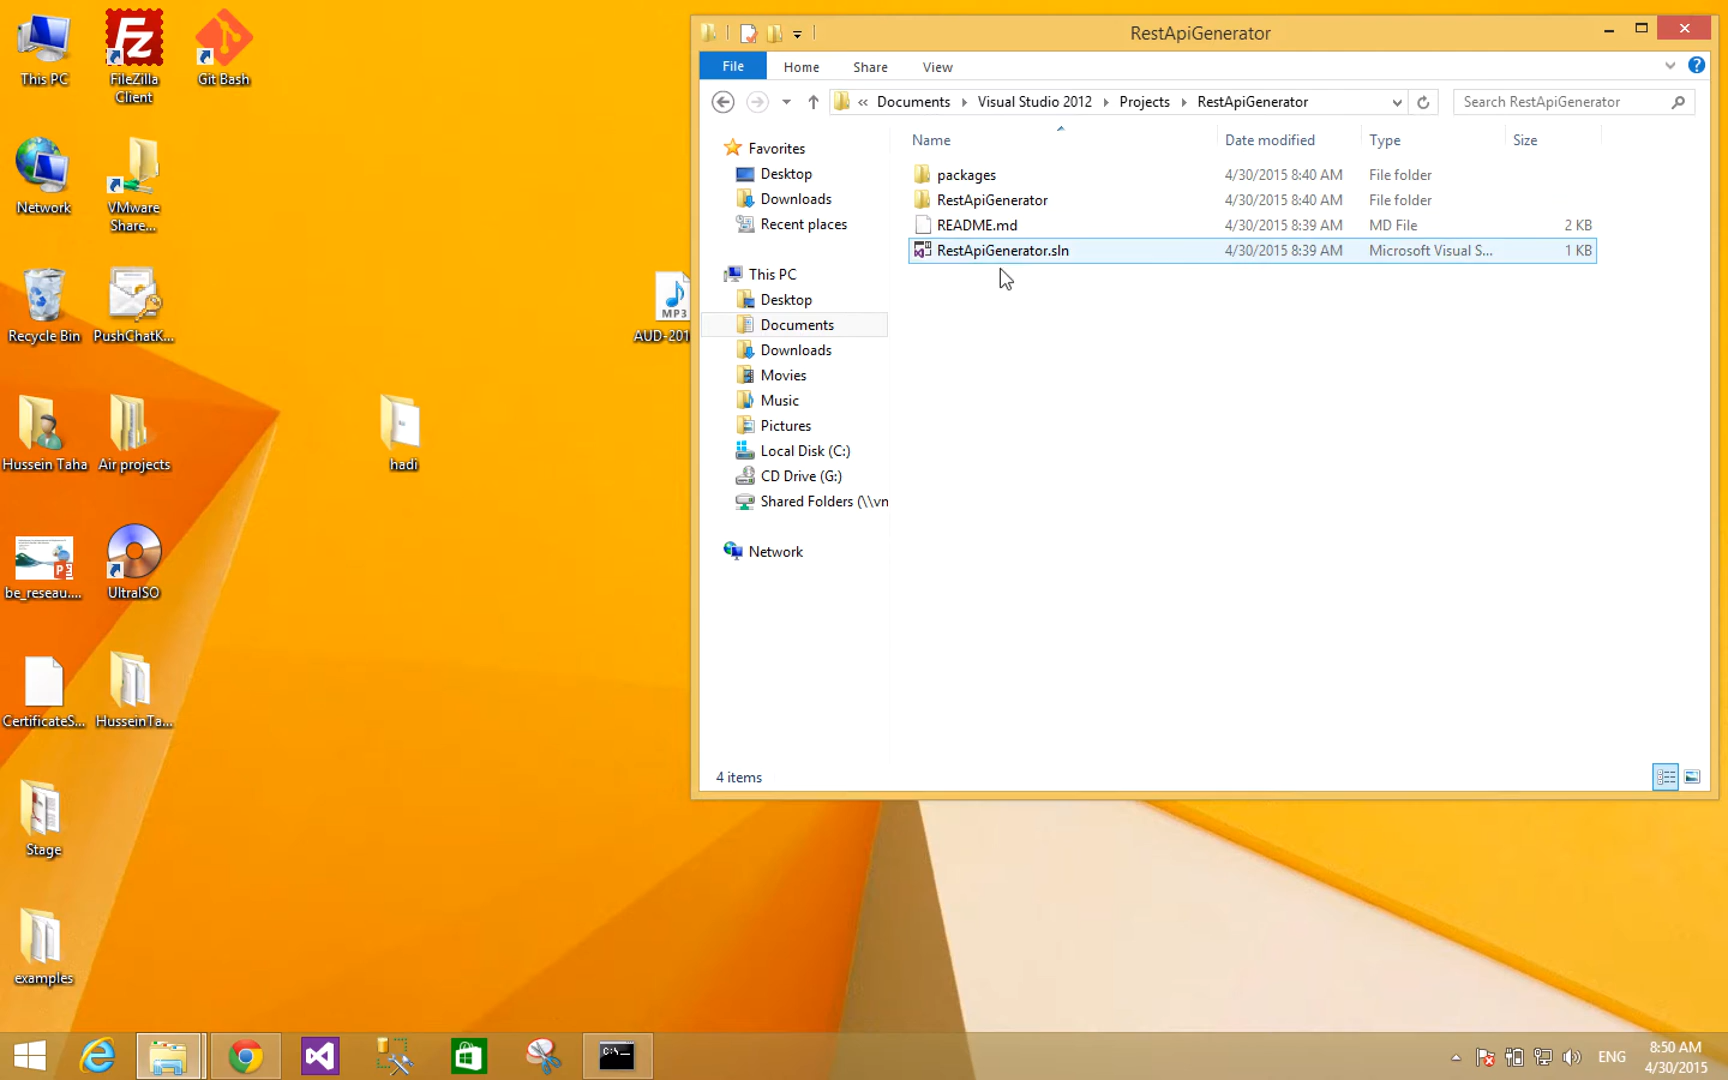 This PC
FileZilla
Client
Git Bash
Network
VMware
Share...
Recycle Bin
PushChatK...
Hussein Taha
Air projects
be_reseau....
UltraISO
CertificateS...
HusseinTa...
Stage
examples
hadi
MP3
AUD-201
RestApiGenerator
File
Home
Share
View
« Documents Visual Studio 2012 Projects RestApiGenerator
Search RestApiGenerator
Favorites
Desktop
Downloads
Recent places
This PC
Desktop
Documents
Downloads
Movies
Music
Pictures
Local Disk (C:)
CD Drive (G:)
Shared Folders (\\vn
Network
Name Date modified Type Size
packages 4/30/2015 8:40 AM File folder
RestApiGenerator 4/30/2015 8:40 AM File folder
README.md 4/30/2015 8:39 AM MD File 2 KB
RestApiGenerator.sln 4/30/2015 8:39 AM Microsoft Visual S... 1 KB
4 items
ENG
8:50 AM
4/30/2015